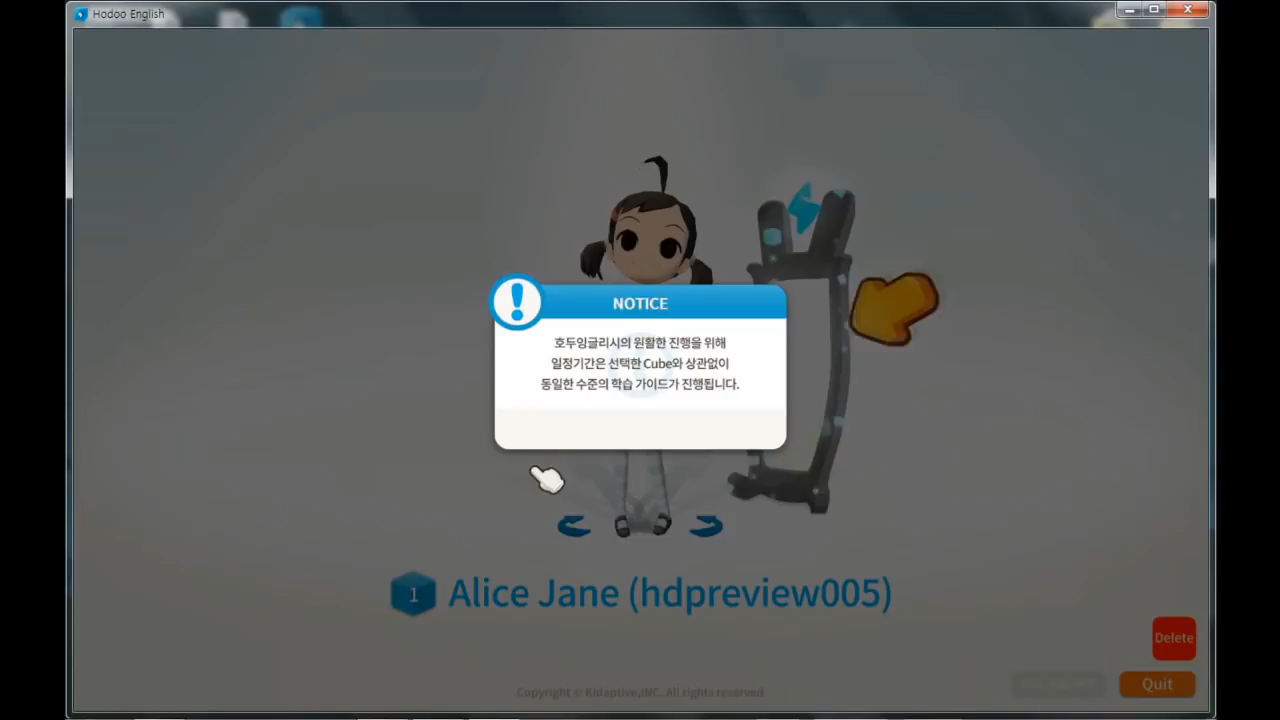 Hodoo English
NOTICE
호두잉글리시의 원활한 진행을 위해
일정기간은 선택한 Cube와 상관없이
동일한 수준의 학습 가이드가 진행됩니다.
1
Alice Jane (hdpreview005)
Delete
Quit
Copyright © Kidaptive,INC. All rights reserved